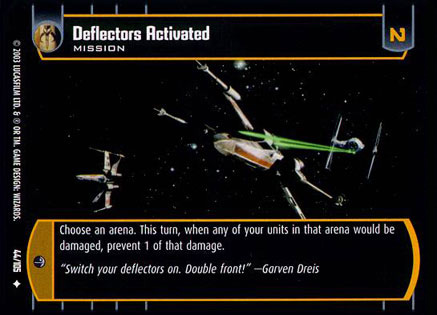 Deflectors Activated
MISSION
N
© 2003 LUCASFILM LTD. & ® OR TM. GAME DESIGN: WIZARDS.
44/105
Choose an arena. This turn, when any of your units in that arena would be
damaged, prevent 1 of that damage.
"Switch your deflectors on. Double front!" —Garven Dreis